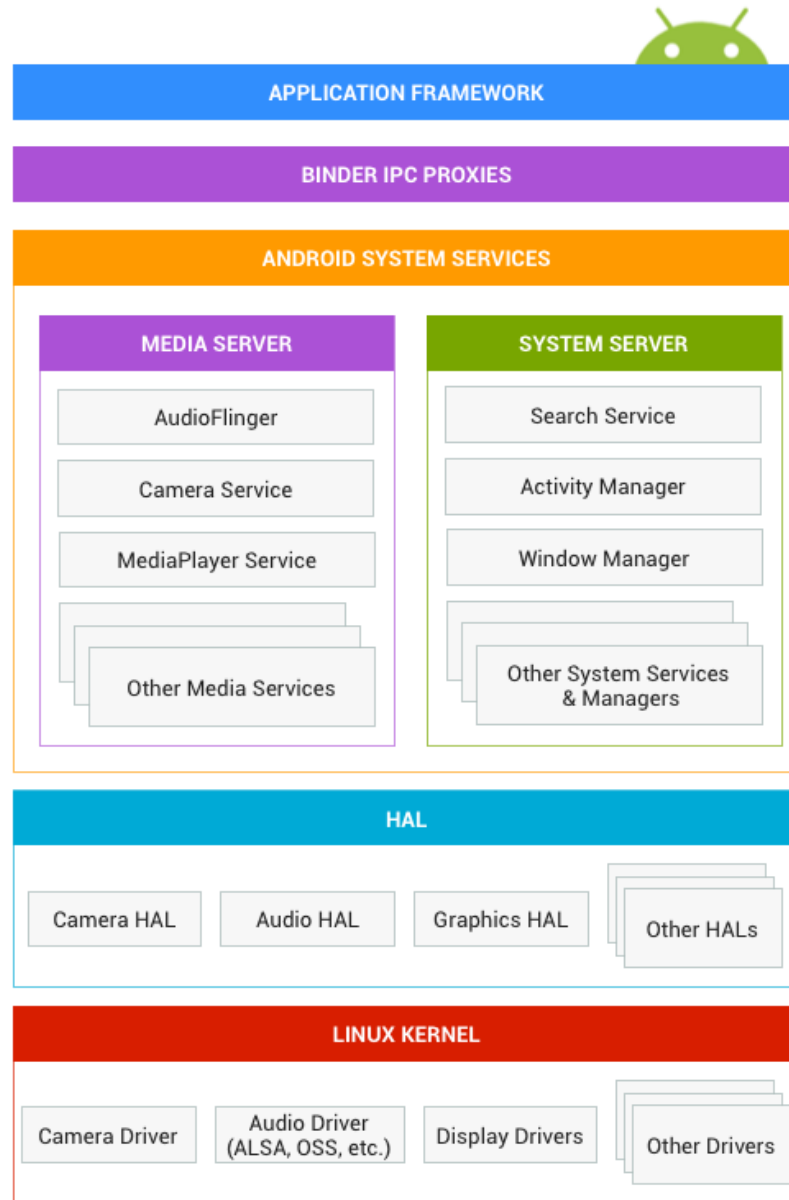 APPLICATION FRAMEWORK
BINDER IPC PROXIES
ANDROID SYSTEM SERVICES
MEDIA SERVER
AudioFlinger
Camera Service
MediaPlayer Service
Other Media Services
SYSTEM SERVER
Search Service
Activity Manager
Window Manager
Other System Services
& Managers
HAL
Camera HAL
Audio HAL
Graphics HAL
Other HALs
LINUX KERNEL
Camera Driver
Audio Driver
(ALSA, OSS, etc.)
Display Drivers
Other Drivers